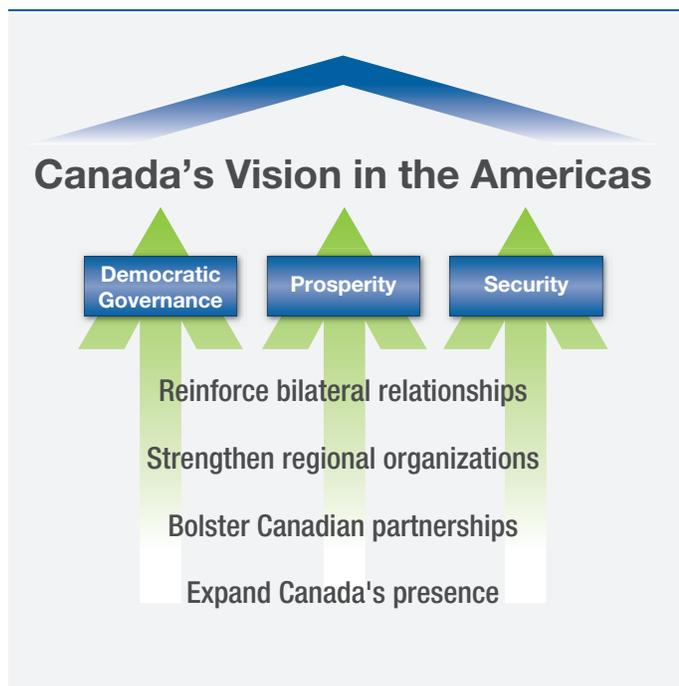 Canada’s Vision in the Americas
Democratic
Governance
Prosperity
Security
Reinforce bilateral relationships
Strengthen regional organizations
Bolster Canadian partnerships
Expand Canada's presence